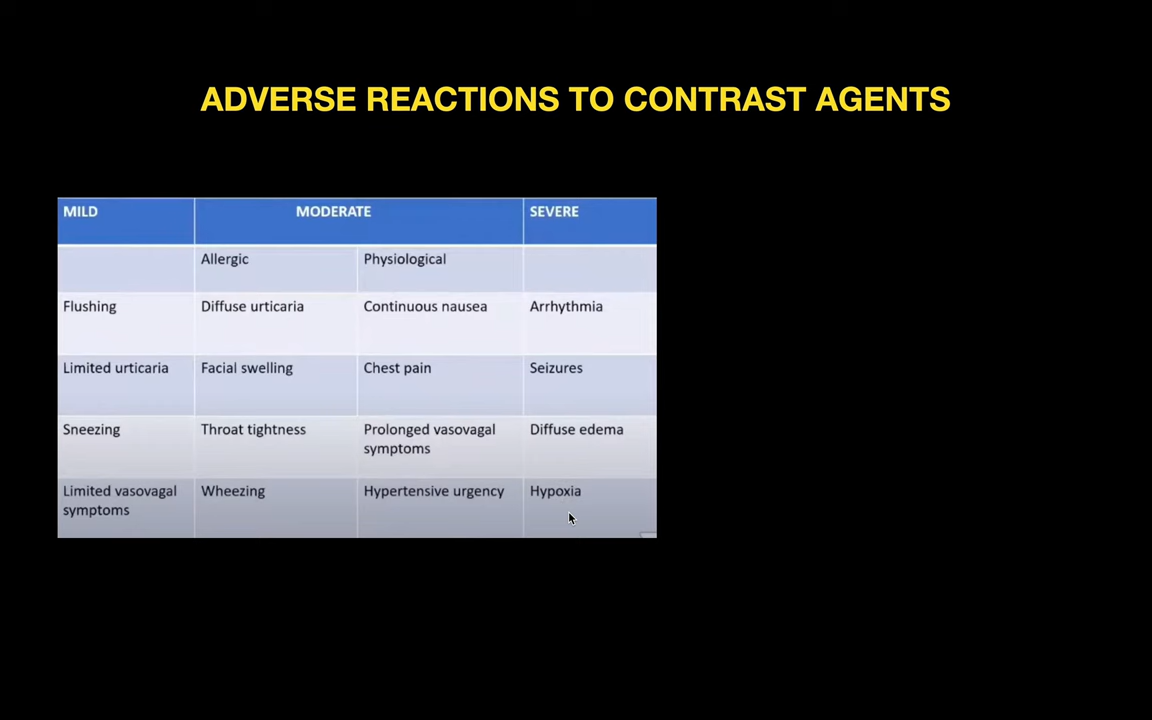 ADVERSE REACTIONS TO CONTRAST AGENTS
MILD MODERATE SEVERE
Allergic Physiological
Flushing Diffuse urticaria Continuous nausea Arrhythmia
Limited urticaria Facial swelling Chest pain Seizures
Sneezing Throat tightness Prolonged vasovagal symptoms Diffuse edema
Limited vasovagal symptoms Wheezing Hypertensive urgency Hypoxia